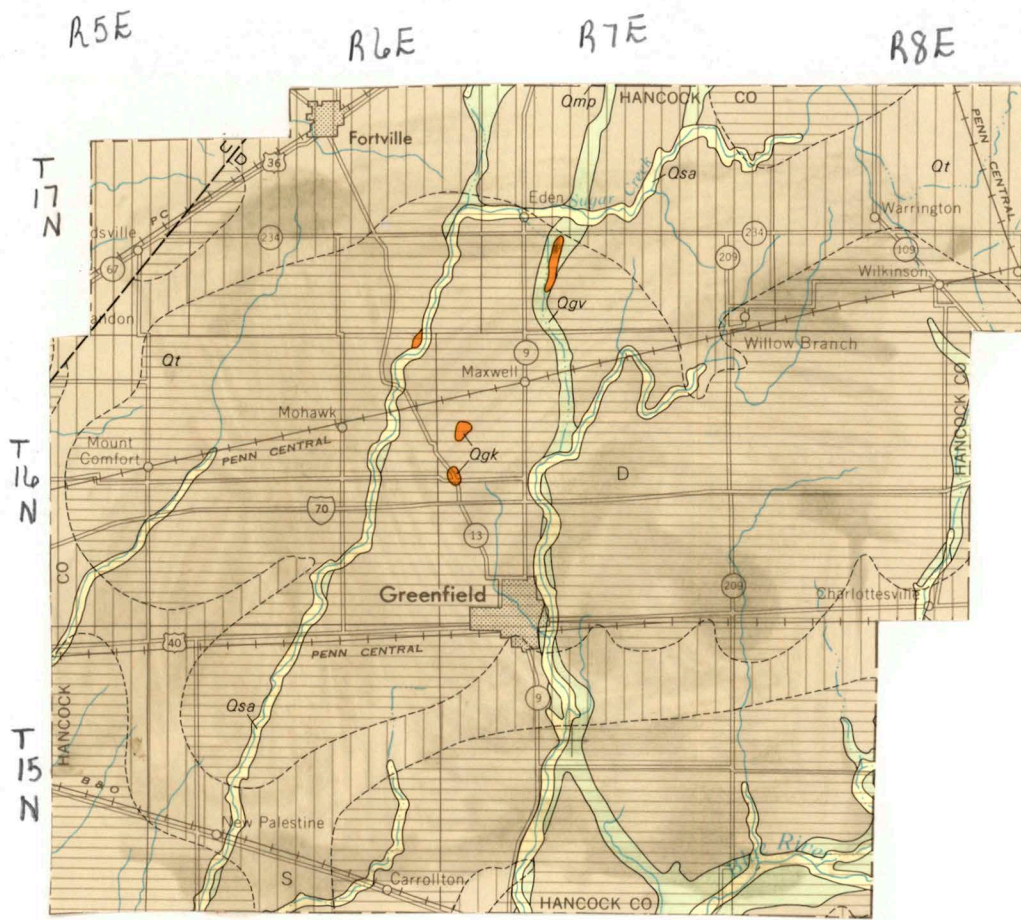 R5E
R6E
R7E
R8E
T
17
N
Fortville
U/D
36
PC
dsville
67
andon
234
Qmp
HANCOCK CO
PENN CENTRAL
Qt
Qsa
Eden
Sugar Creek
Warrington
234
209
109
Wilkinson
Qgv
Qt
9
Willow Branch
Maxwell
Mohawk
T
16
N
Mount
Comfort
PENN CENTRAL
Qgk
D
HANCOCK CO
70
13
CO
Greenfield
209
Charlottesville
40
PENN CENTRAL
HANCOCK
Qsa
9
T
15
N
B & O
New Palestine
S
Carrollton
Blue River
HANCOCK CO